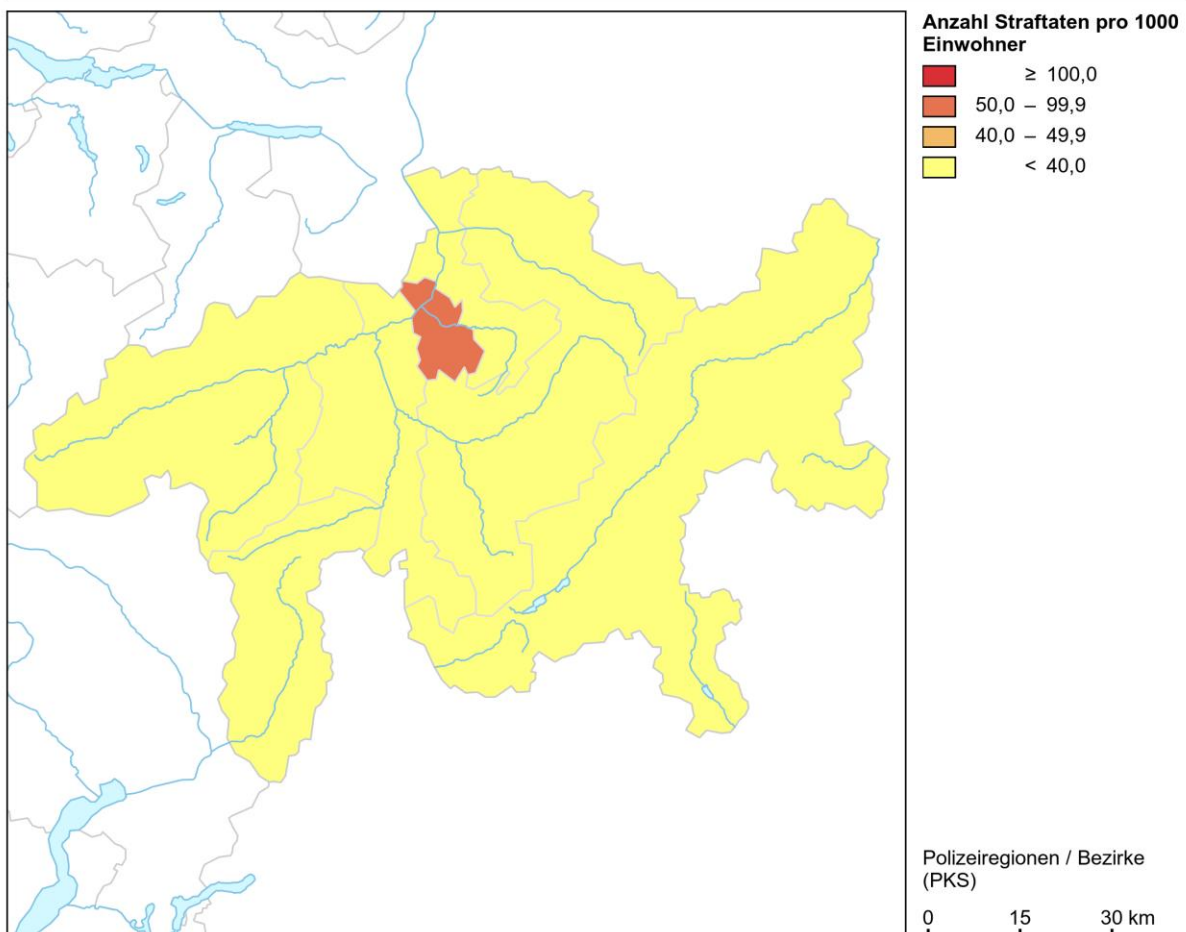 Anzahl Straftaten pro 1000
Einwohner
≥ 100,0
50,0 – 99,9
40,0 – 49,9
< 40,0
Polizeiregionen / Bezirke
(PKS)
0 15 30 km